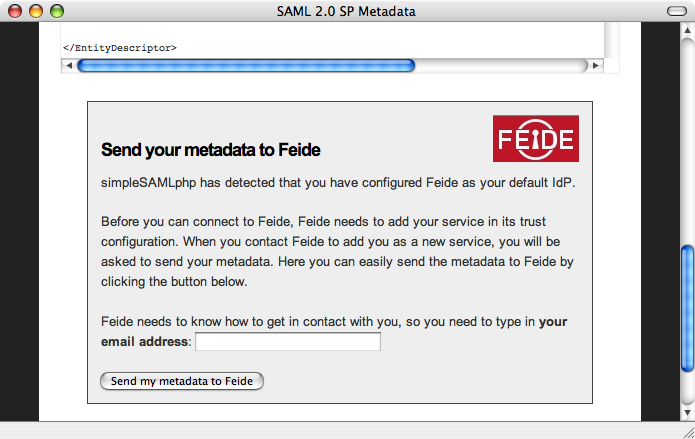 SAML 2.0 SP Metadata
</EntityDescriptor>
FEIDE
Send your metadata to Feide
simpleSAMLphp has detected that you have configured Feide as your default IdP.
Before you can connect to Feide, Feide needs to add your service in its trust
configuration. When you contact Feide to add you as a new service, you will be
asked to send your metadata. Here you can easily send the metadata to Feide by
clicking the button below.
Feide needs to know how to get in contact with you, so you need to type in your
email address:
Send my metadata to Feide